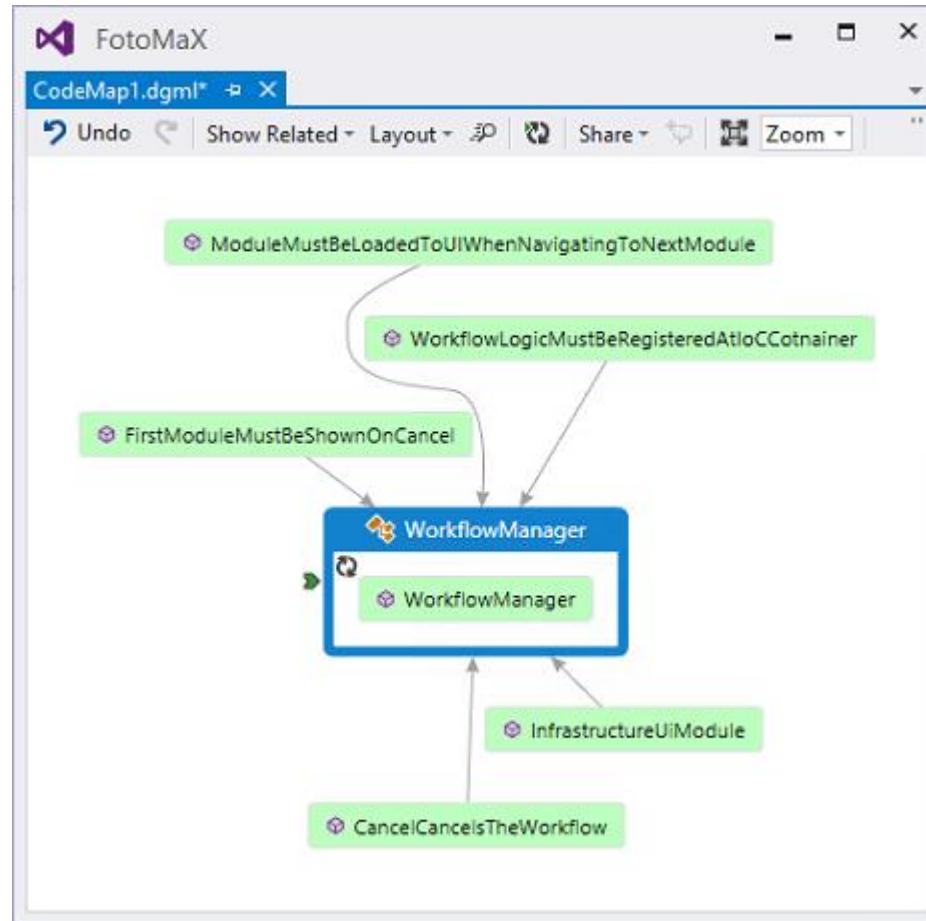 FotoMaX
CodeMap1.dgml*
Undo Show Related Layout Share Zoom
ModuleMustBeLoadedToUIWhenNavigatingToNextModule
WorkflowLogicMustBeRegisteredAtIoCCotnainer
FirstModuleMustBeShownOnCancel
WorkflowManager
WorkflowManager
InfrastructureUiModule
CancelCancelsTheWorkflow